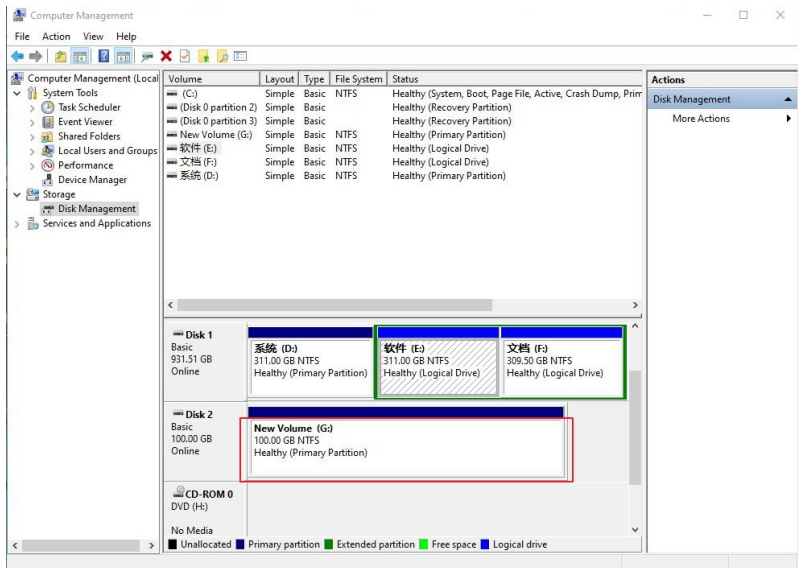 Computer Management
File Action View Help
Computer Management (Local
System Tools
Task Scheduler
Event Viewer
Shared Folders
Local Users and Groups
Performance
Device Manager
Storage
Disk Management
Services and Applications
Volume Layout Type File System Status
(C:) Simple Basic NTFS Healthy (System, Boot, Page File, Active, Crash Dump, Prim
(Disk 0 partition 2) Simple Basic Healthy (Recovery Partition)
(Disk 0 partition 3) Simple Basic Healthy (Recovery Partition)
New Volume (G:) Simple Basic NTFS Healthy (Primary Partition)
软件 (E:) Simple Basic NTFS Healthy (Logical Drive)
文档 (F:) Simple Basic NTFS Healthy (Logical Drive)
系统 (D:) Simple Basic NTFS Healthy (Primary Partition)
Disk 1
Basic
931.51 GB
Online
系统 (D:)
311.00 GB NTFS
Healthy (Primary Partition)
软件 (E:)
311.00 GB NTFS
Healthy (Logical Drive)
文档 (F:)
309.50 GB NTFS
Healthy (Logical Drive)
Disk 2
Basic
100.00 GB
Online
New Volume (G:)
100.00 GB NTFS
Healthy (Primary Partition)
CD-ROM 0
DVD (H:)
No Media
Unallocated Primary partition Extended partition Free space Logical drive
Actions
Disk Management
More Actions